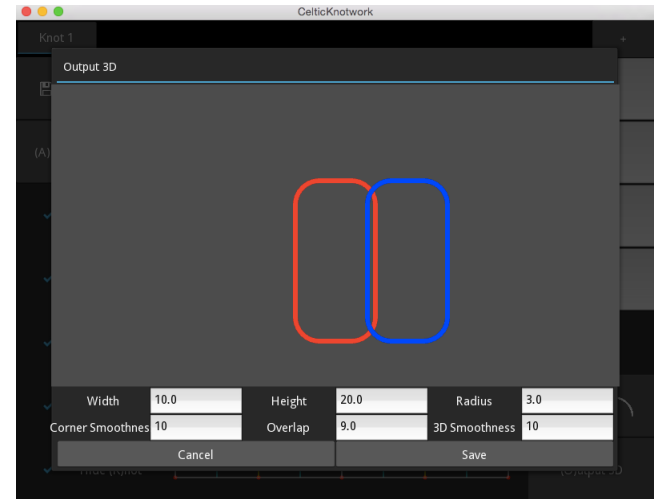 CelticKnotwork
Knot 1
+
Output 3D
(A)
Width 10.0 Height 20.0 Radius 3.0
Corner Smoothnes 10 Overlap 9.0 3D Smoothness 10
Cancel Save